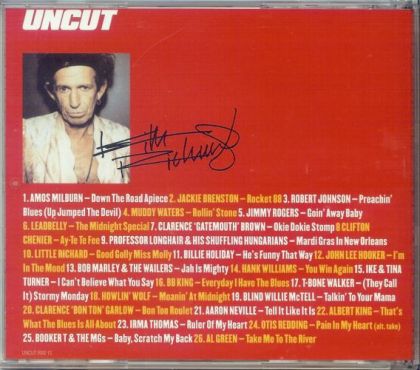 UNCUT
Keith Richards
1. AMOS MILBURN – Down The Road Apiece 2. JACKIE BRENSTON – Rocket 88 3. ROBERT JOHNSON – Preachin'
Blues (Up Jumped The Devil) 4. MUDDY WATERS – Rollin' Stone 5. JIMMY ROGERS – Goin' Away Baby
6. LEADBELLY – The Midnight Special 7. CLARENCE 'GATEMOUTH' BROWN – Okie Dokie Stomp 8 CLIFTON
CHENIER – Ay-Te Te Fee 9. PROFESSOR LONGHAIR & HIS SHUFFLING HUNGARIANS – Mardi Gras In New Orleans
10. LITTLE RICHARD – Good Golly Miss Molly 11. BILLIE HOLIDAY – He's Funny That Way 12. JOHN LEE HOOKER – I'm
In The Mood 13. BOB MARLEY & THE WAILERS – Jah Is Mighty 14. HANK WILLIAMS – You Win Again 15. IKE & TINA
TURNER – I Can't Believe What You Say 16. BB KING – Everyday I Have The Blues 17. T-BONE WALKER – (They Call
It) Stormy Monday 18. HOWLIN' WOLF – Moanin' At Midnight 19. BLIND WILLIE McTELL – Talkin' To Your Mama
20. CLARENCE 'BON TON' GARLOW – Bon Ton Roulet 21. AARON NEVILLE – Tell It Like It Is 22. ALBERT KING – That's
What The Blues Is All About 23. IRMA THOMAS – Ruler Of My Heart 24. OTIS REDDING – Pain In My Heart (alt. take)
25. BOOKER T & THE MGs – Baby, Scratch My Back 26. AL GREEN – Take Me To The River